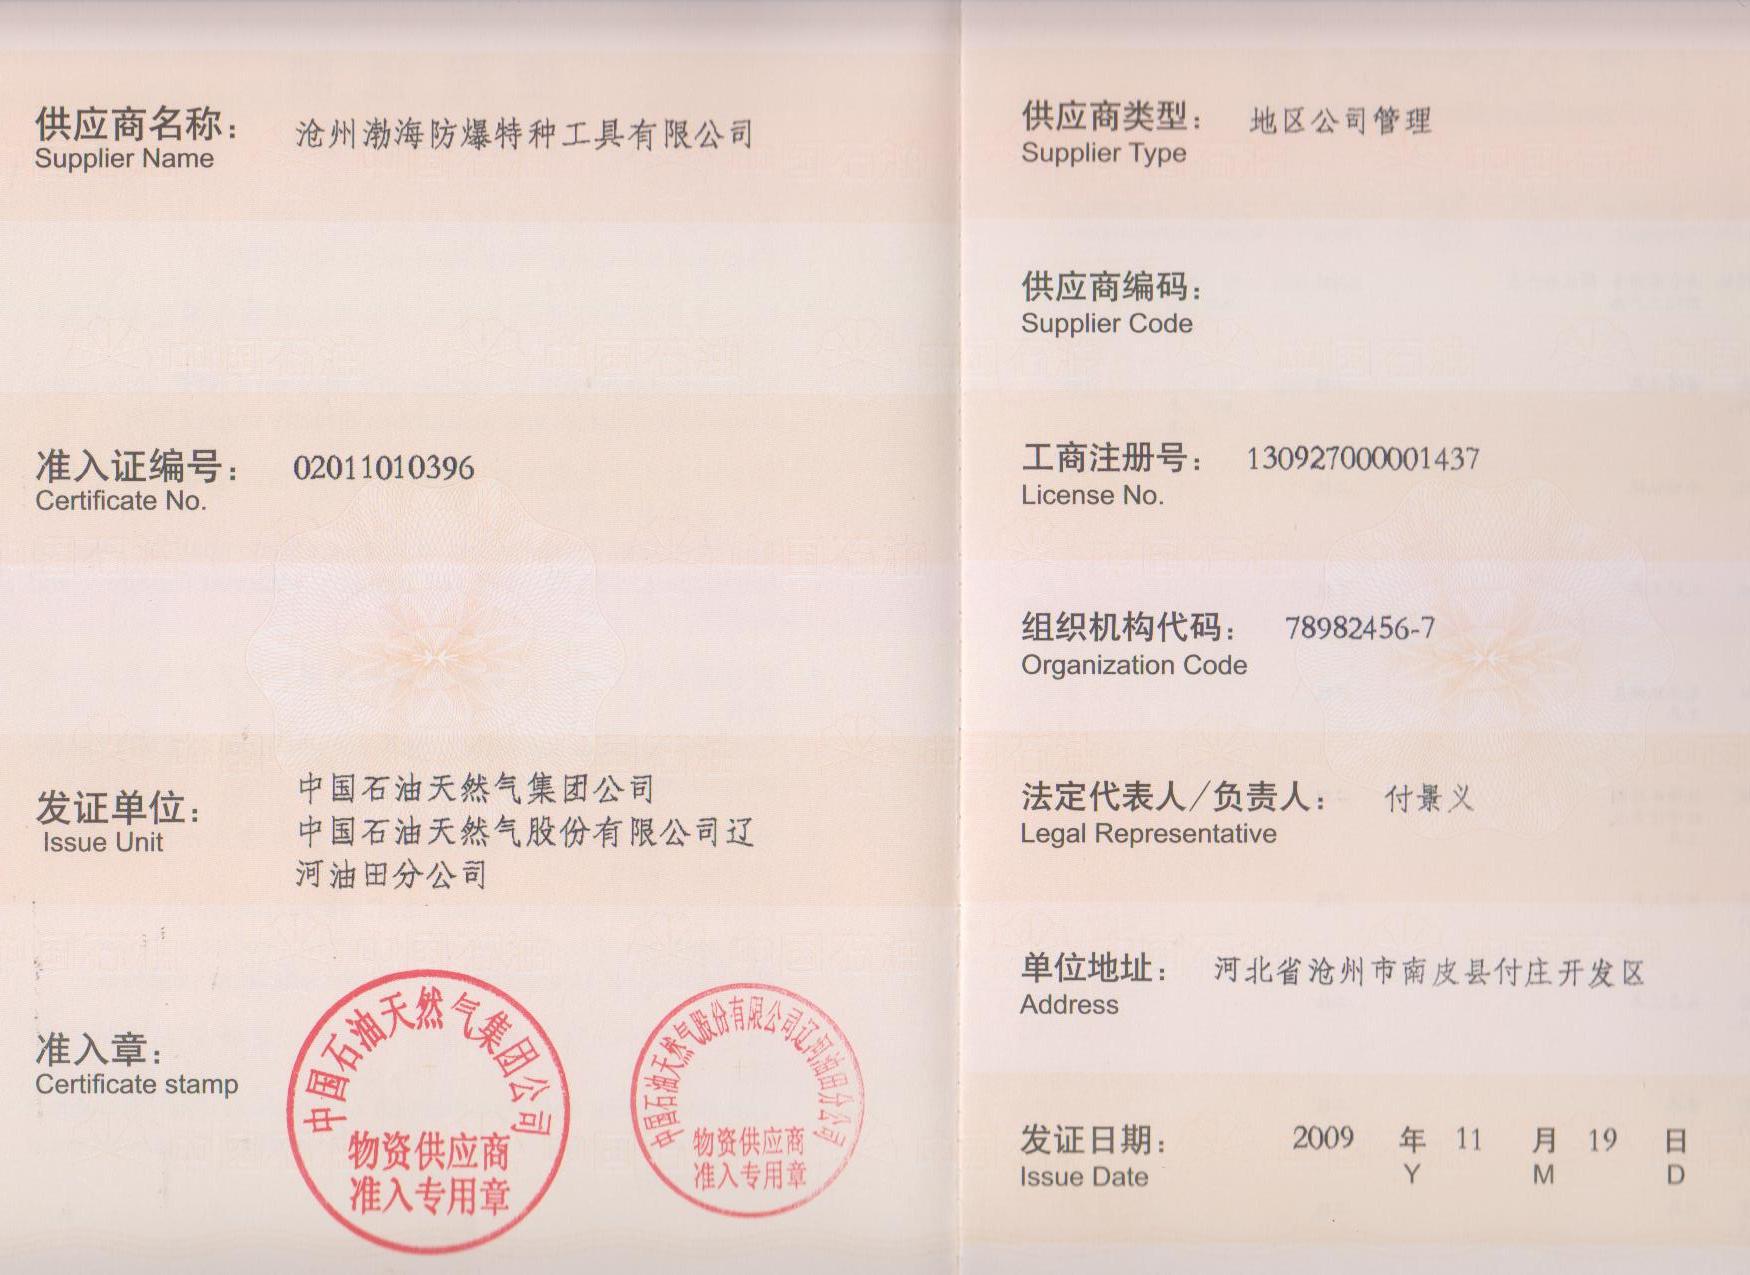 供应商名称： 沧州渤海防爆特种工具有限公司
Supplier Name
准入证编号： 02011010396
Certificate No.
发证单位：
Issue Unit
中国石油天然气集团公司
中国石油天然气股份有限公司辽
河油田分公司
准入章：
Certificate stamp
中国石油天然气集团公司
物资供应商
准入专用章
中国石油天然气股份有限公司辽河油田分公司
物资供应商
准入专用章
供应商类型： 地区公司管理
Supplier Type
供应商编码：
Supplier Code
工商注册号： 130927000001437
License No.
组织机构代码： 78982456-7
Organization Code
法定代表人／负责人： 付景义
Legal Representative
单位地址： 河北省沧州市南皮县付庄开发区
Address
发证日期： 2009 年 11 月 19 日
Issue Date Y M D